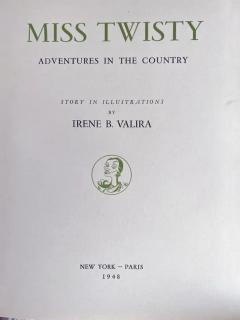 MISS TWISTY
ADVENTURES IN THE COUNTRY
STORY IN ILLUSTRATIONS
BY
IRENE B. VALIRA
NEW YORK – PARIS
1948